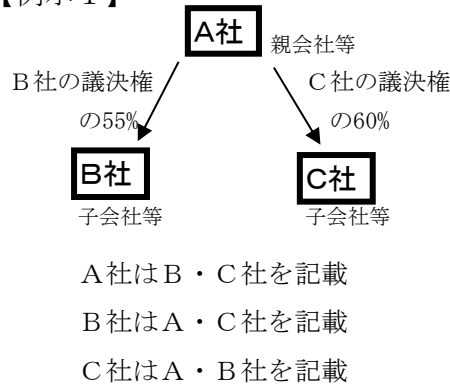 【例示１】
Ａ社
親会社等
Ｂ社の議決権
の55%
Ｃ社の議決権
の60%
Ｂ社
Ｃ社
子会社等
子会社等
Ａ社はＢ・Ｃ社を記載
Ｂ社はＡ・Ｃ社を記載
Ｃ社はＡ・Ｂ社を記載